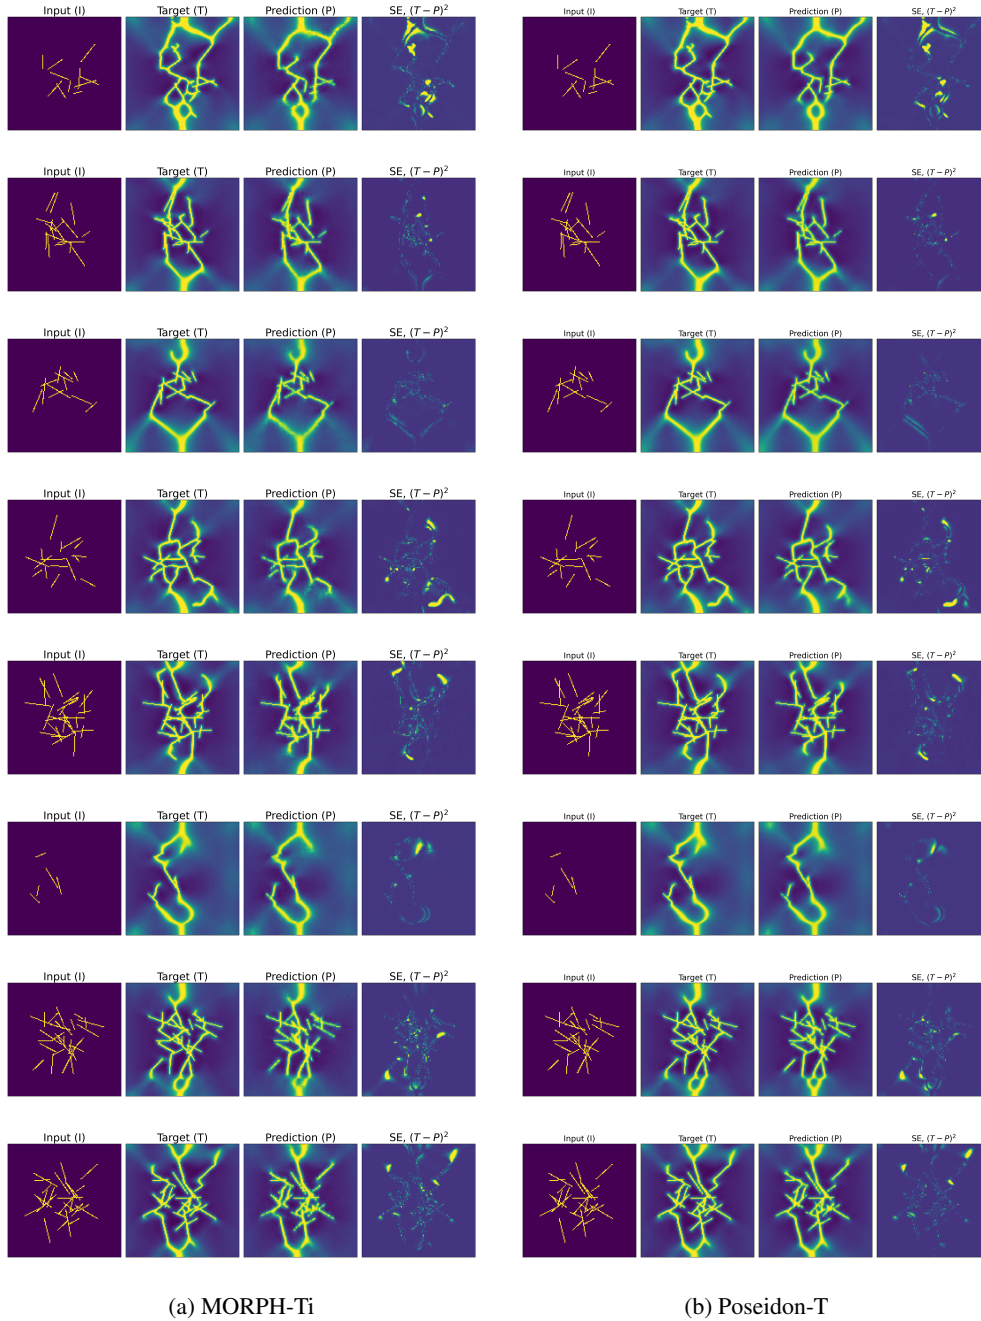 Input (I) Target (T) Prediction (P) SE, $(T - P)^2$ Input (I) Target (T) Prediction (P) SE, $(T - P)^2$
Input (I) Target (T) Prediction (P) SE, $(T - P)^2$ Input (I) Target (T) Prediction (P) SE, $(T - P)^2$
Input (I) Target (T) Prediction (P) SE, $(T - P)^2$ Input (I) Target (T) Prediction (P) SE, $(T - P)^2$
Input (I) Target (T) Prediction (P) SE, $(T - P)^2$ Input (I) Target (T) Prediction (P) SE, $(T - P)^2$
Input (I) Target (T) Prediction (P) SE, $(T - P)^2$ Input (I) Target (T) Prediction (P) SE, $(T - P)^2$
Input (I) Target (T) Prediction (P) SE, $(T - P)^2$ Input (I) Target (T) Prediction (P) SE, $(T - P)^2$
Input (I) Target (T) Prediction (P) SE, $(T - P)^2$ Input (I) Target (T) Prediction (P) SE, $(T - P)^2$
Input (I) Target (T) Prediction (P) SE, $(T - P)^2$ Input (I) Target (T) Prediction (P) SE, $(T - P)^2$
(a) MORPH-Ti (b) Poseidon-T